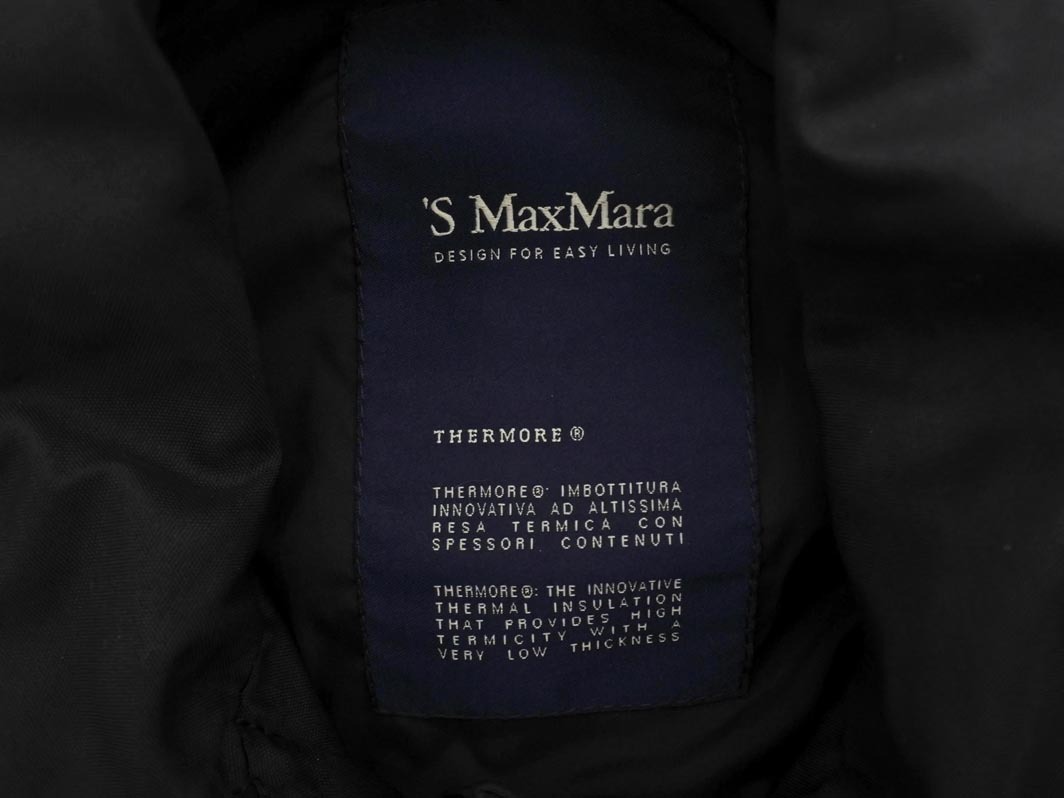 'S MaxMara
DESIGN FOR EASY LIVING
THERMORE ®
THERMORE® IMBOTTITURA
INNOVATIVA AD ALTISSIMA
RESA TERMICA CON
SPESSORI CONTENUTI
THERMORE®: THE INNOVATIVE
THERMAL INSULATION
THAT PROVIDES HIGH
TERMICITY WITH A
VERY LOW THICKNESS